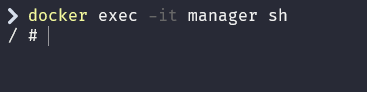 ❯ docker exec -it manager sh
/ #